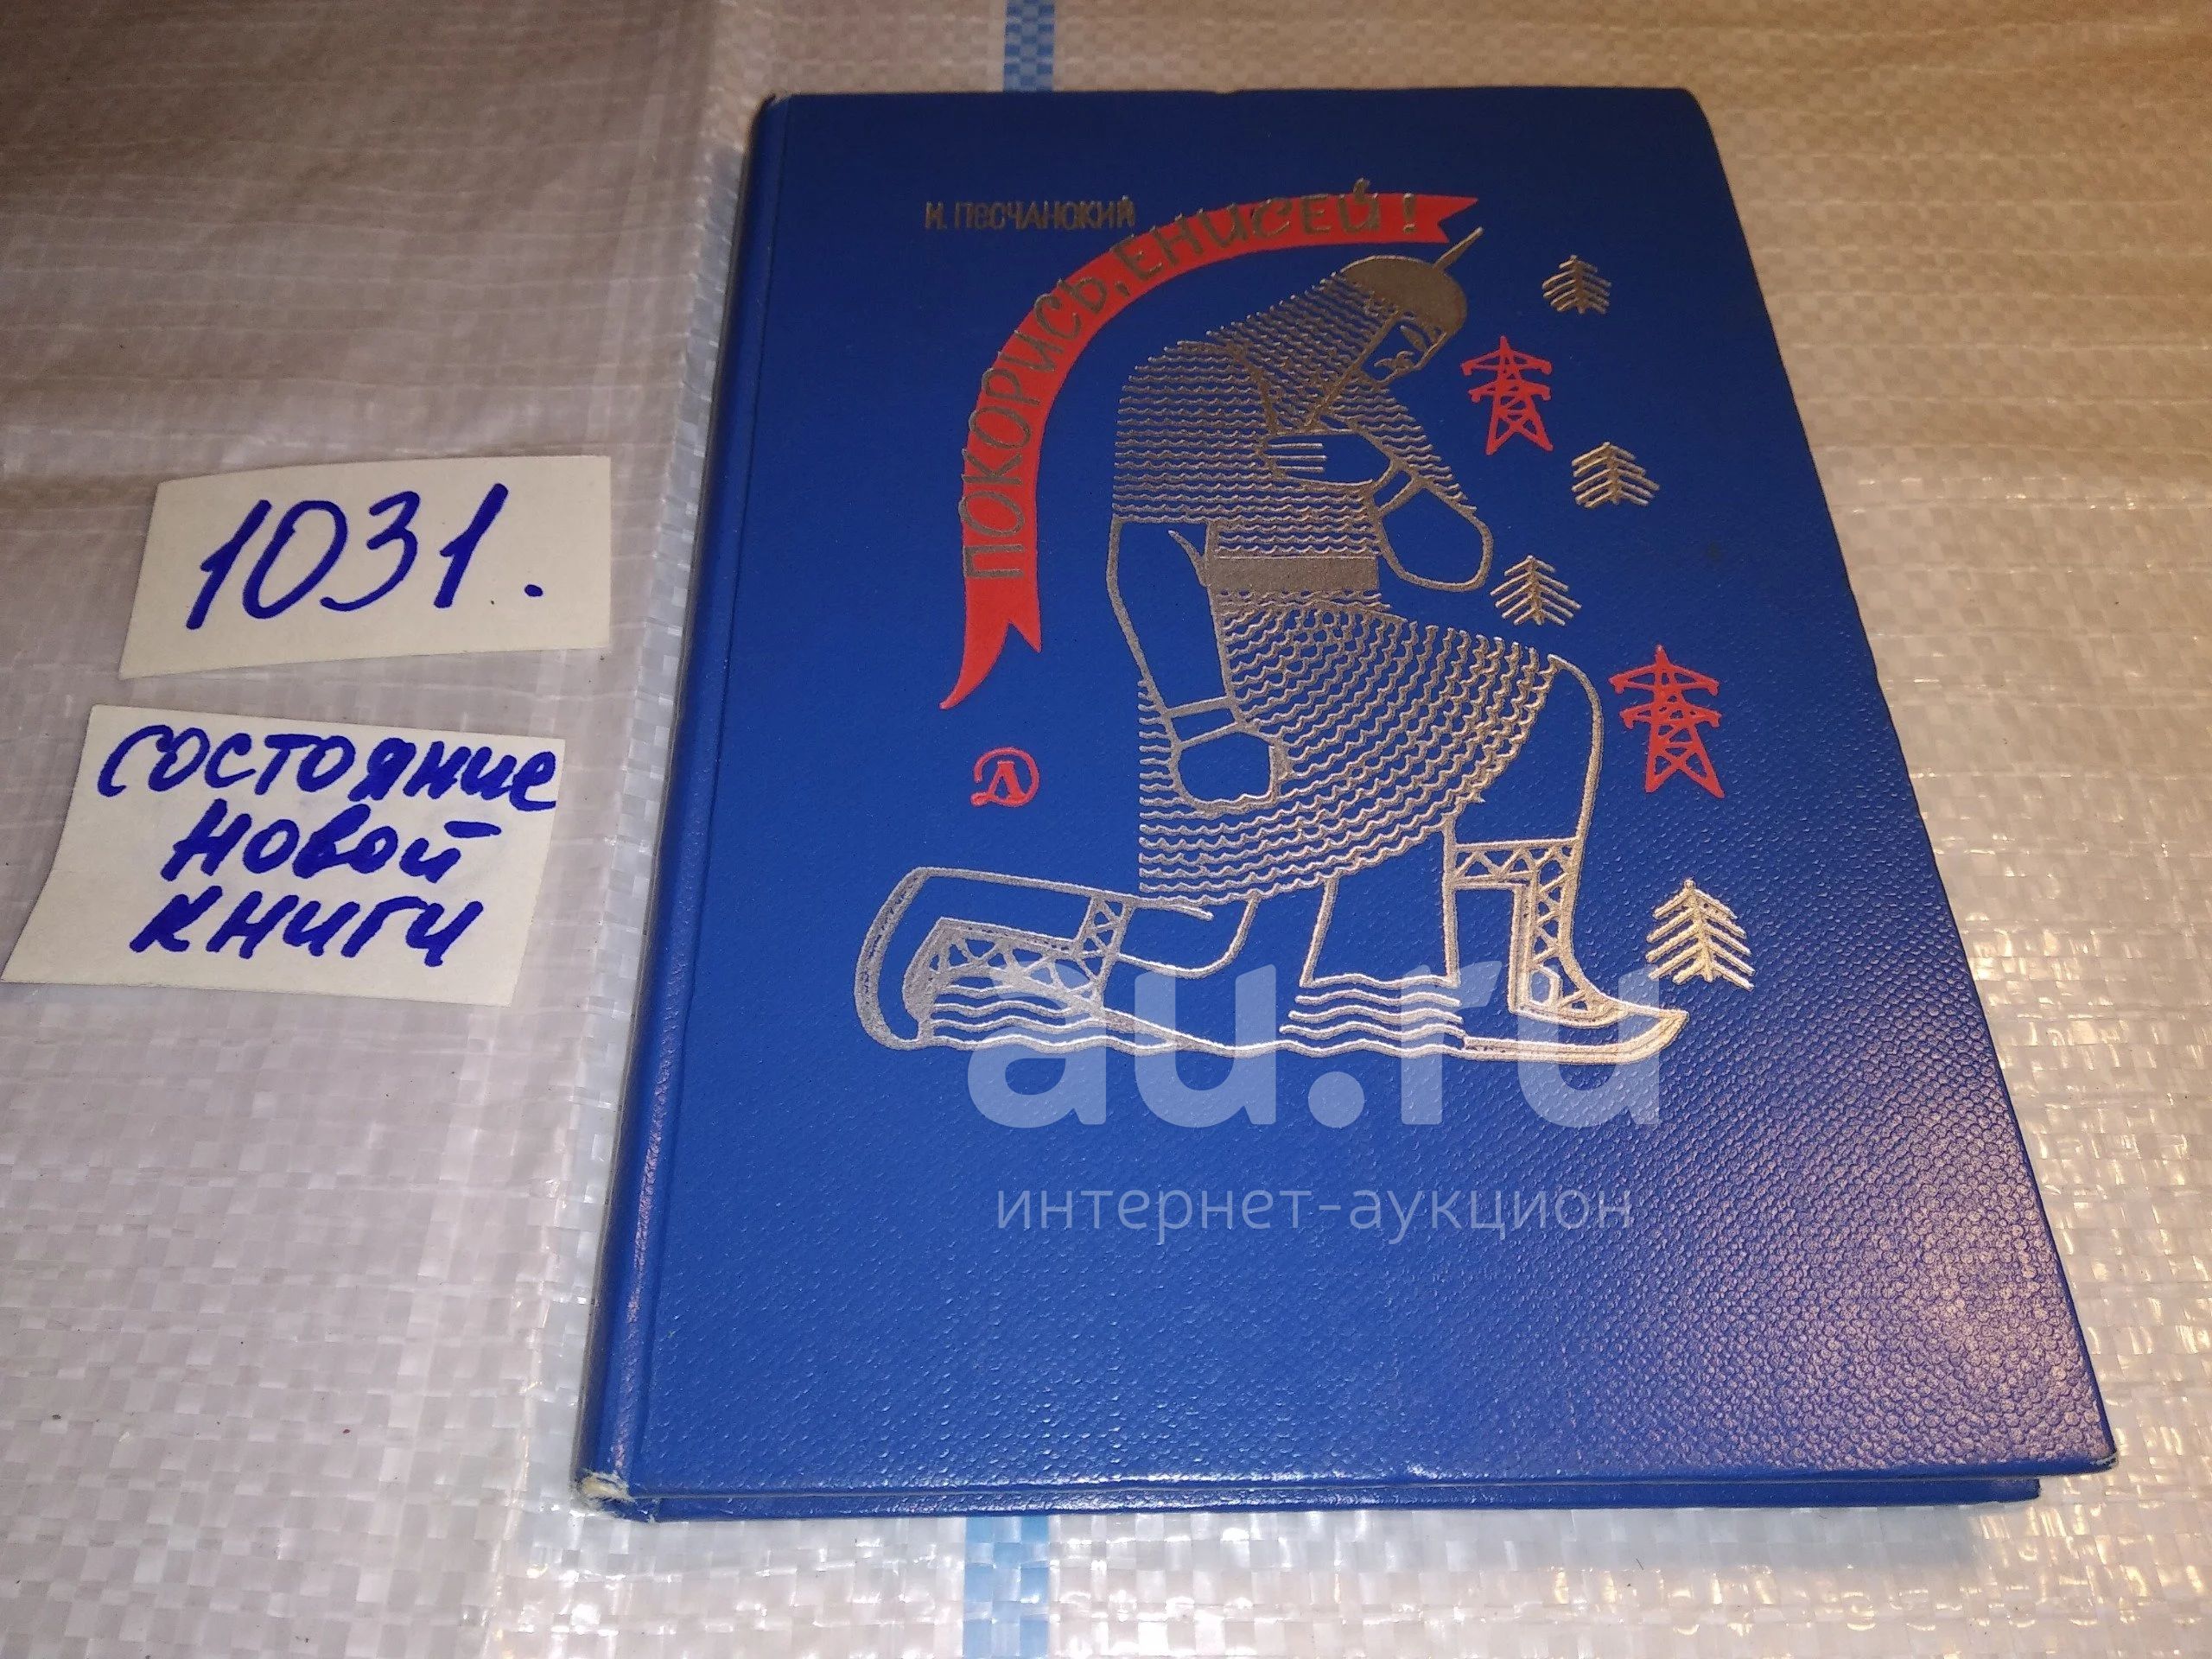 И. ПЕСЧАНСКИЙ
ПОКОРИСЬ, ЕНИСЕЙ!
Д
1031.
состояние
новой
книги
au.ru
интернет-аукцион